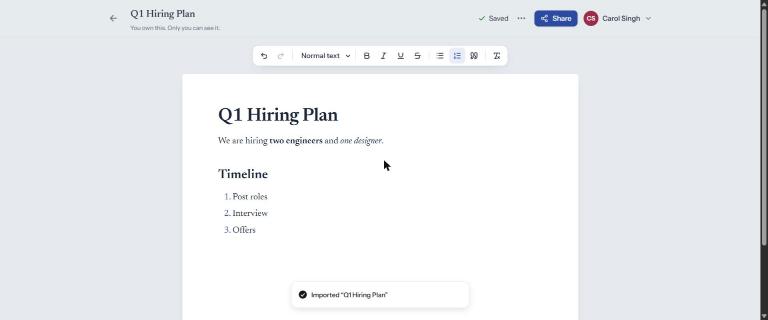 Q1 Hiring Plan
You own this. Only you can see it.
Saved
Share
CS
Carol Singh
Normal text
B I U S
Q1 Hiring Plan
We are hiring two engineers and one designer.
Timeline
1. Post roles
2. Interview
3. Offers
Imported “Q1 Hiring Plan”